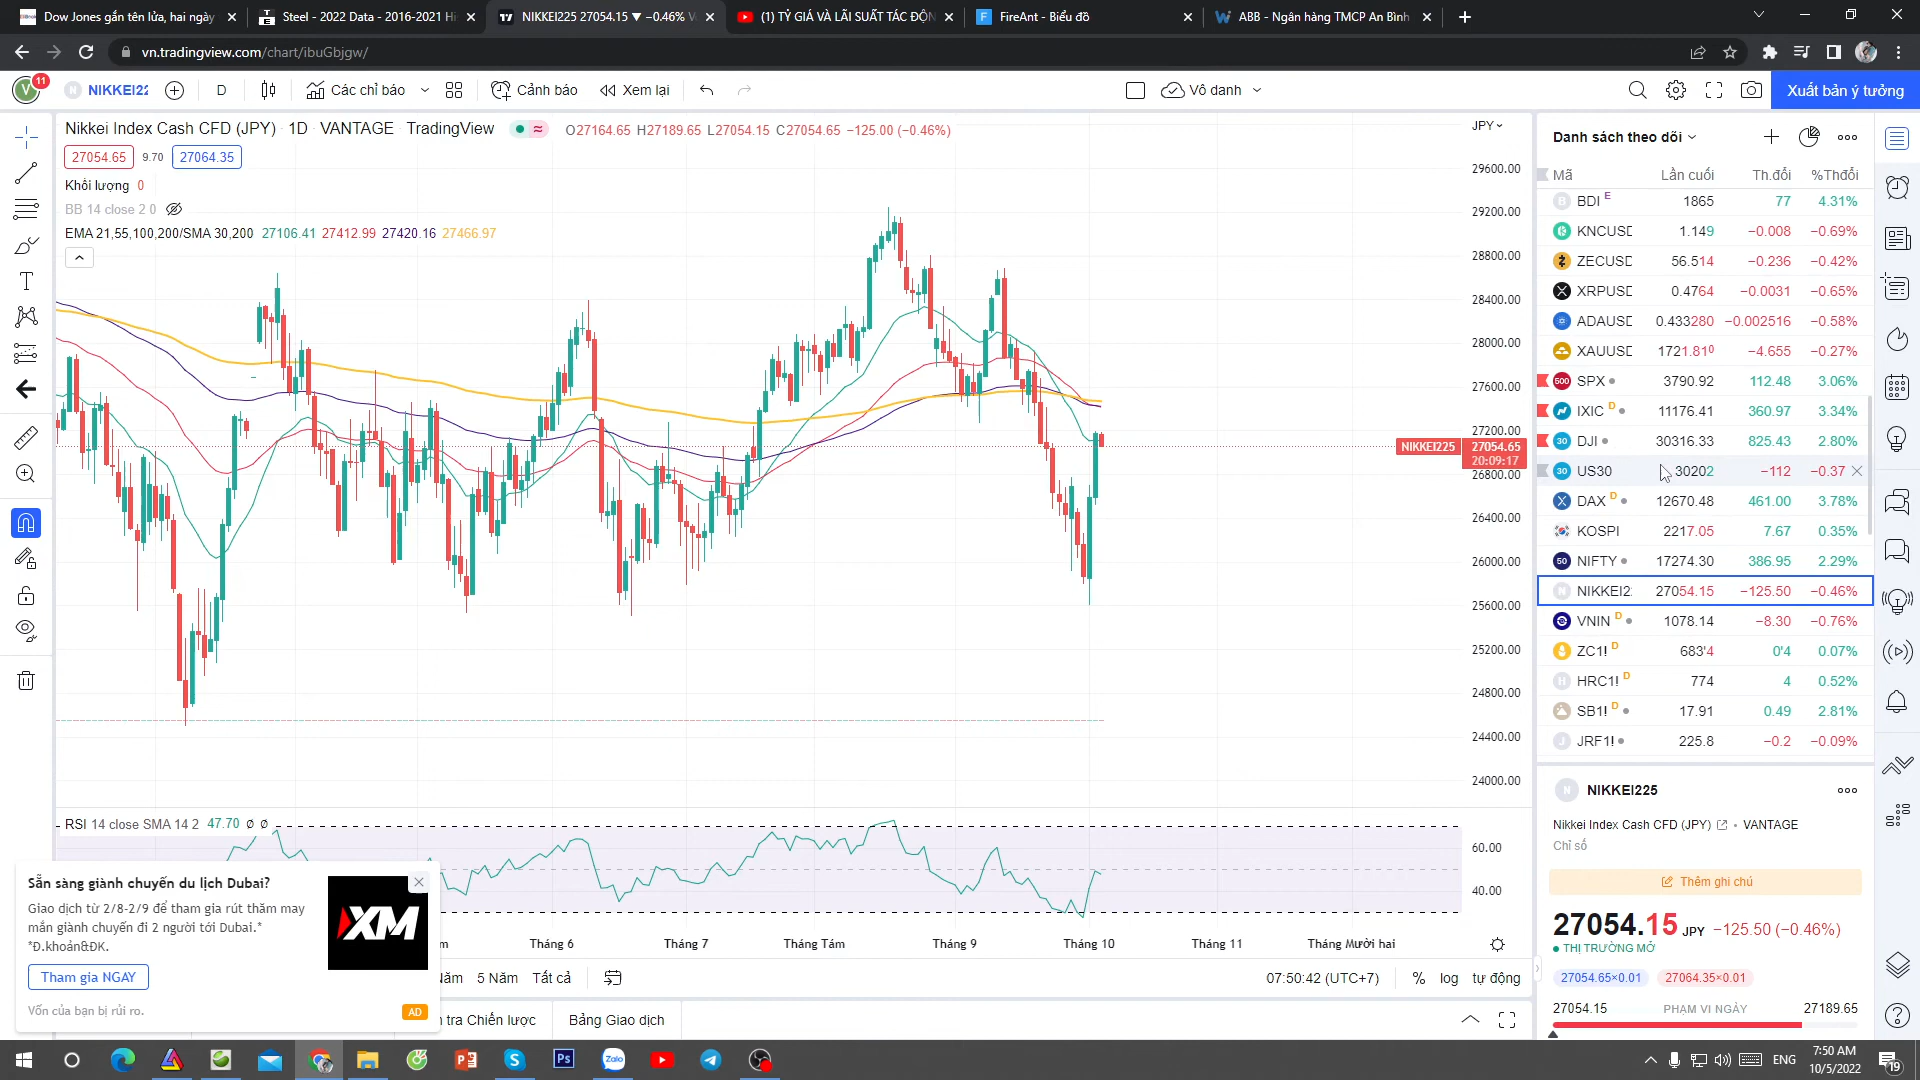 Dow Jones gắn tên lửa, hai ngày
Steel - 2022 Data - 2016-2021 Hi
NIKKEI225 27054.15 ▼ −0.46%
(1) TỶ GIÁ VÀ LÃI SUẤT TÁC ĐỘN
FireAnt - Biểu đồ
ABB - Ngân hàng TMCP An Bình
vn.tradingview.com/chart/ibuGbjgw/
V
11
NIKKEI22
D
Các chỉ báo
Cảnh báo
Xem lại
Vô danh
Xuất bản ý tưởng
Nikkei Index Cash CFD (JPY) 1D VANTAGE TradingView
O27164.65 H27189.65 L27054.15 C27054.65 −125.00 (−0.46%)
27054.65 9.70 27064.35
Khối lượng 0
BB 14 close 2 0
EMA 21,55,100,200/SMA 30,200 27106.41 27412.99 27420.16 27466.97
JPY
29600.00
29200.00
28800.00
28400.00
28000.00
27600.00
27200.00
NIKKEI225 27054.65
20:09:17
26800.00
26400.00
26000.00
25600.00
25200.00
24800.00
24400.00
24000.00
RSI 14 close SMA 14 2 47.70 Ø Ø
60.00
40.00
Tháng 6
Tháng 7
Tháng Tám
Tháng 9
Tháng 10
Tháng 11
Tháng Mười hai
Năm
5 Năm
Tất cả
07:50:42 (UTC+7)
%
log
tự động
tra Chiến lược
Bảng Giao dịch
Sẵn sàng giành chuyến du lịch Dubai?
Giao dịch từ 2/8-2/9 để tham gia rút thăm may
mắn giành chuyến đi 2 người tới Dubai.*
*Đ.khoản&ĐK.
XM
Tham gia NGAY
Vốn của bạn bị rủi ro.
AD
Danh sách theo dõi
Mã Lần cuối Th.đổi %Thđổi
BDI E 1865 77 4.31%
KNCUSD 1.149 −0.008 −0.69%
ZECUSD 56.514 −0.236 −0.42%
XRPUSD 0.4764 −0.0031 −0.65%
ADAUSD 0.433280 −0.002516 −0.58%
XAUUSD 1721.810 −4.655 −0.27%
500 SPX 3790.92 112.48 3.06%
IXIC D 11176.41 360.97 3.34%
30 DJI 30316.33 825.43 2.80%
30 US30 30202 −112 −0.37
DAX D 12670.48 461.00 3.78%
KOSPI 2217.05 7.67 0.35%
50 NIFTY 17274.30 386.95 2.29%
N NIKKEI2 27054.15 −125.50 −0.46%
VNIN D 1078.14 −8.30 −0.76%
ZC1! D 683'4 0'4 0.07%
H HRC1! D 774 4 0.52%
SB1! D 17.91 0.49 2.81%
J JRF1! 225.8 −0.2 −0.09%
N NIKKEI225
Nikkei Index Cash CFD (JPY) • VANTAGE
Chỉ số
Thêm ghi chú
27054.15 JPY −125.50 (−0.46%)
THỊ TRƯỜNG MỞ
27054.65×0.01 27064.35×0.01
27054.15 PHẠM VI NGÀY 27189.65
Ps
Zalo
ENG
7:50 AM
10/5/2022
19